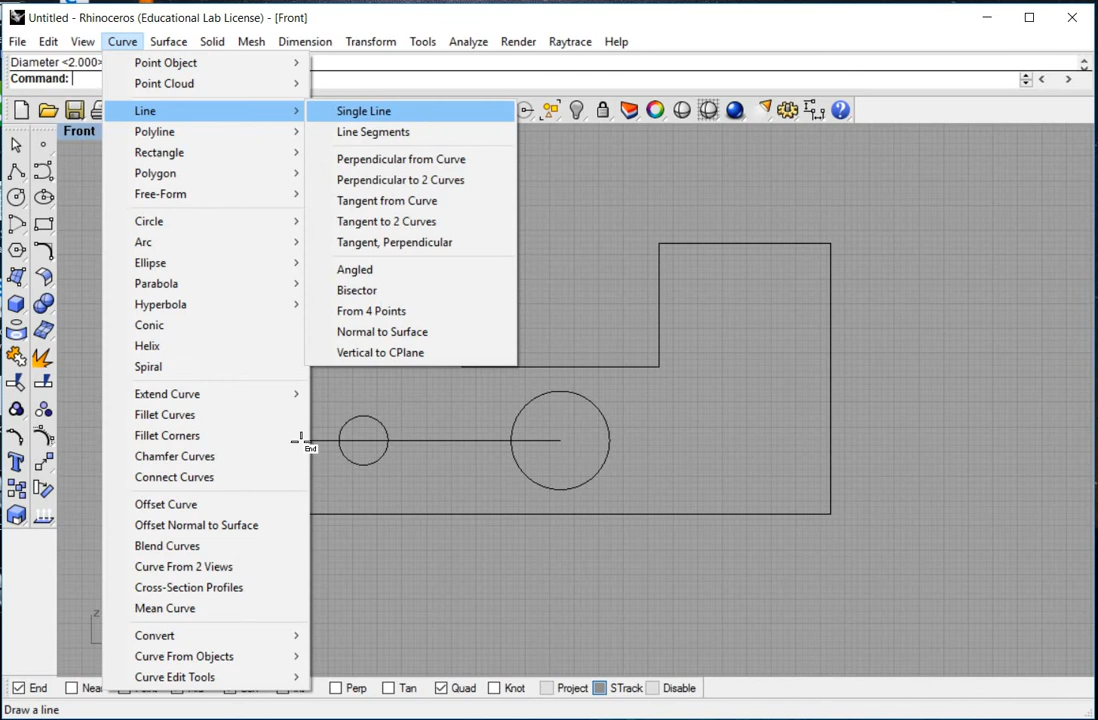 Untitled - Rhinoceros (Educational Lab License) - [Front]
File Edit View Curve Surface Solid Mesh Dimension Transform Tools Analyze Render Raytrace Help
Diameter <2.000>
Command:
Front
Point Object
Point Cloud
Line
Polyline
Rectangle
Polygon
Free-Form
Circle
Arc
Ellipse
Parabola
Hyperbola
Conic
Helix
Spiral
Extend Curve
Fillet Curves
Fillet Corners
Chamfer Curves
Connect Curves
Offset Curve
Offset Normal to Surface
Blend Curves
Curve From 2 Views
Cross-Section Profiles
Mean Curve
Convert
Curve From Objects
Curve Edit Tools
Single Line
Line Segments
Perpendicular from Curve
Perpendicular to 2 Curves
Tangent from Curve
Tangent to 2 Curves
Tangent, Perpendicular
Angled
Bisector
From 4 Points
Normal to Surface
Vertical to CPlane
End
z
End Near Perp Tan Quad Knot Project STrack Disable
Draw a line